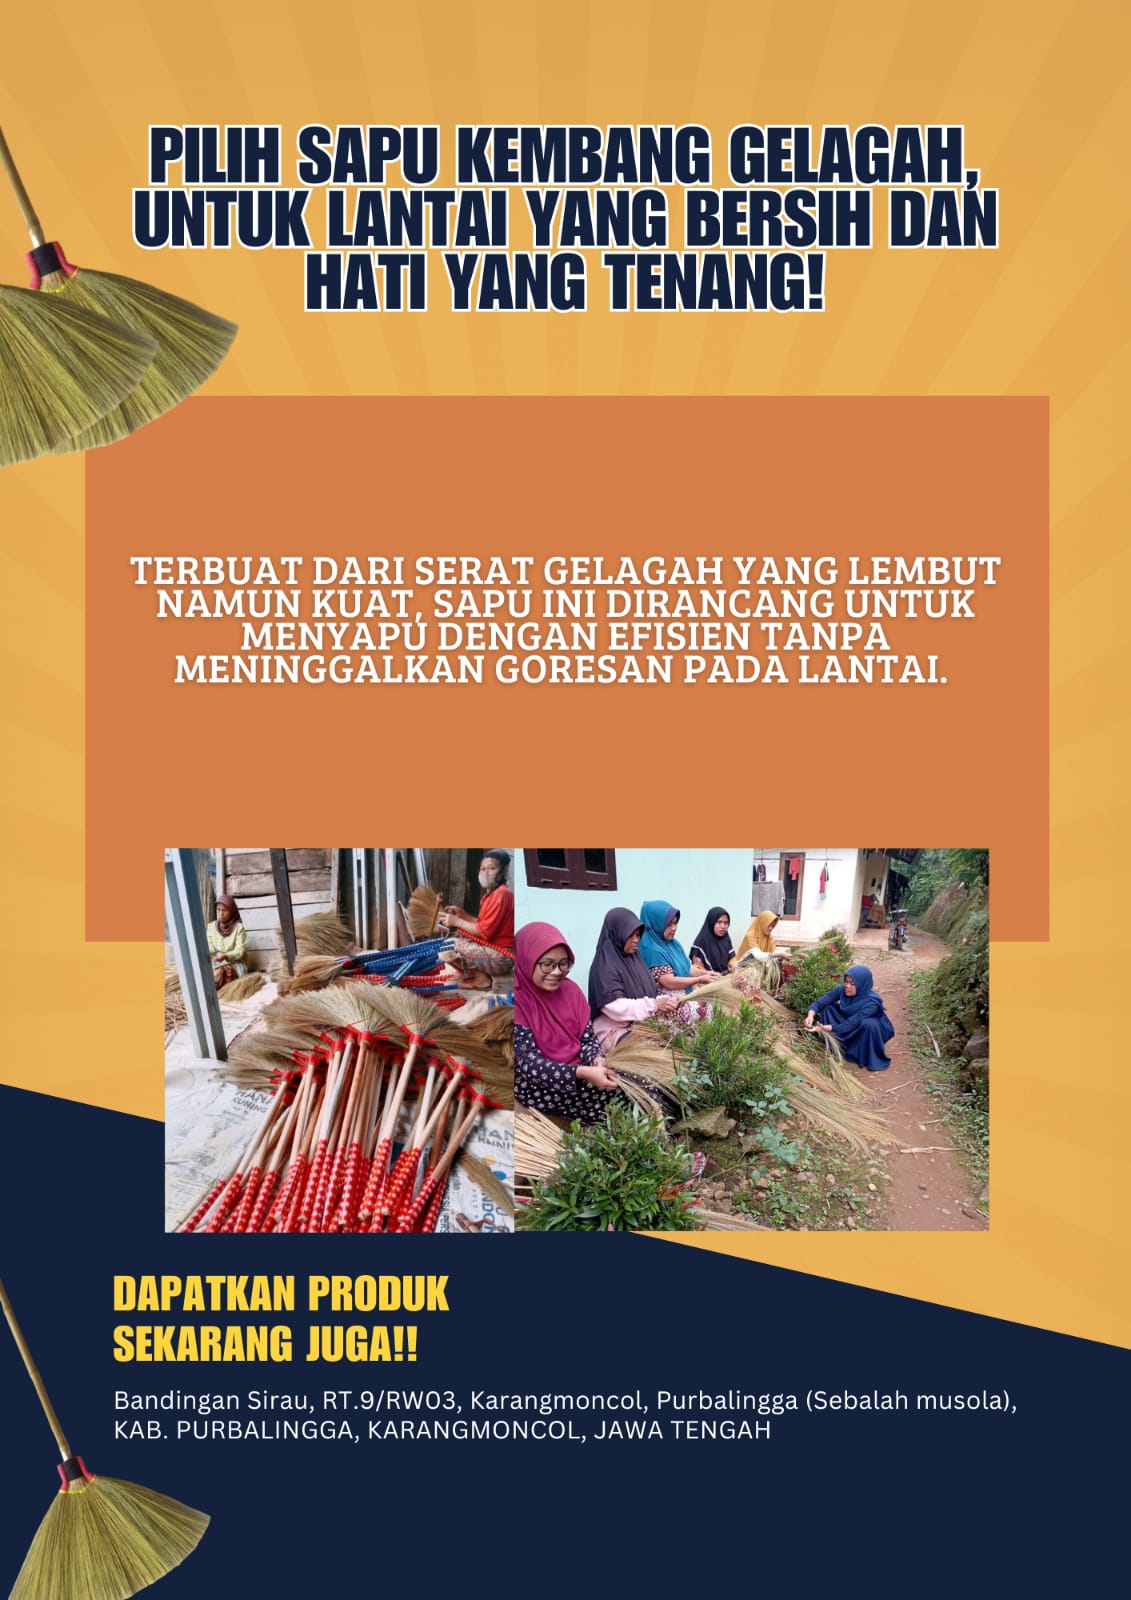 PILIH SAPU KEMBANG GELAGAH,
UNTUK LANTAI YANG BERSIH DAN
HATI YANG TENANG!
TERBUAT DARI SERAT GELAGAH YANG LEMBUT
NAMUN KUAT, SAPU INI DIRANCANG UNTUK
MENYAPU DENGAN EFISIEN TANPA
MENINGGALKAN GORESAN PADA LANTAI.
DAPATKAN PRODUK
SEKARANG JUGA!!
Bandingan Sirau, RT.9/RW03, Karangmoncol, Purbalingga (Sebalah musola),
KAB. PURBALINGGA, KARANGMONCOL, JAWA TENGAH